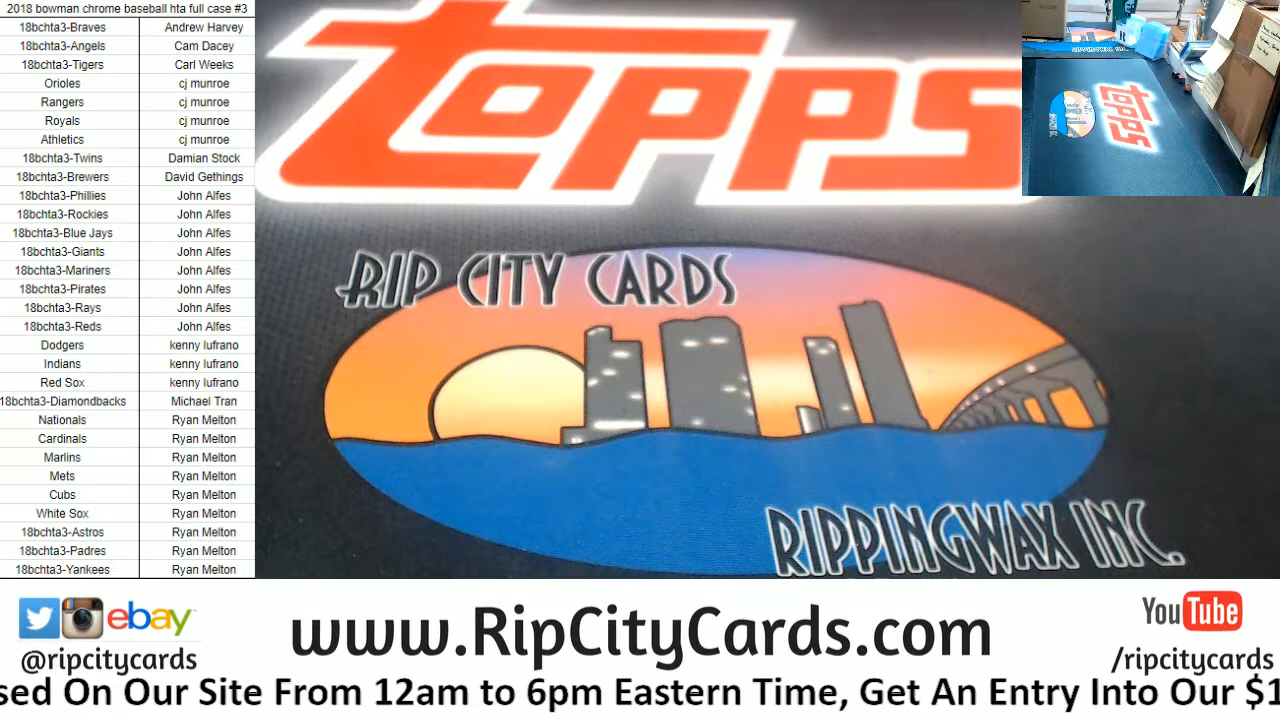 2018 bowman chrome baseball hta full case #3
18bchta3-Braves Andrew Harvey
18bchta3-Angels Cam Dacey
18bchta3-Tigers Carl Weeks
Orioles cj munroe
Rangers cj munroe
Royals cj munroe
Athletics cj munroe
18bchta3-Twins Damian Stock
18bchta3-Brewers David Gethings
18bchta3-Phillies John Alfes
18bchta3-Rockies John Alfes
18bchta3-Blue Jays John Alfes
18bchta3-Giants John Alfes
18bchta3-Mariners John Alfes
18bchta3-Pirates John Alfes
18bchta3-Rays John Alfes
18bchta3-Reds John Alfes
Dodgers kenny lufrano
Indians kenny lufrano
Red Sox kenny lufrano
18bchta3-Diamondbacks Michael Tran
Nationals Ryan Melton
Cardinals Ryan Melton
Marlins Ryan Melton
Mets Ryan Melton
Cubs Ryan Melton
White Sox Ryan Melton
18bchta3-Astros Ryan Melton
18bchta3-Padres Ryan Melton
18bchta3-Yankees Ryan Melton
topps
RIP CITY CARDS
RIPPINGWAX INC.
topps
ebay
@ripcitycards
www.RipCityCards.com
YouTube
/ripcitycards
sed On Our Site From 12am to 6pm Eastern Time, Get An Entry Into Our $1